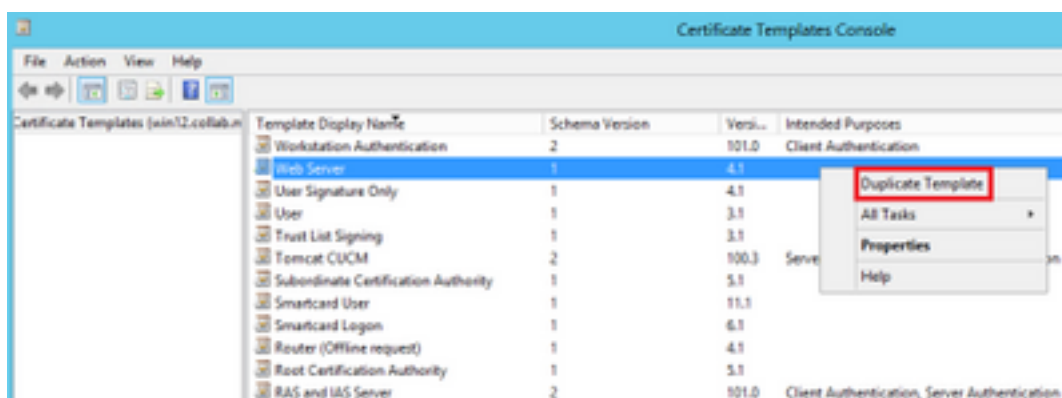 Certificate Templates Console
File Action View Help
Certificate Templates (win12.collab.m
Template Display Name Schema Version Versi... Intended Purposes
Workstation Authentication 2 101.0 Client Authentication
Web Server 1 4.1
Duplicate Template
User Signature Only 1 4.1
User 1 3.1
All Tasks
Trust List Signing 1 3.1
Properties
Tomcat CUCM 2 100.3 Serve on
Subordinate Certification Authority 1 5.1
Help
Smartcard User 1 11.1
Smartcard Logon 1 6.1
Router (Offline request) 1 4.1
Root Certification Authority 1 5.1
RAS and IAS Server 2 101.0 Client Authentication, Server Authentication